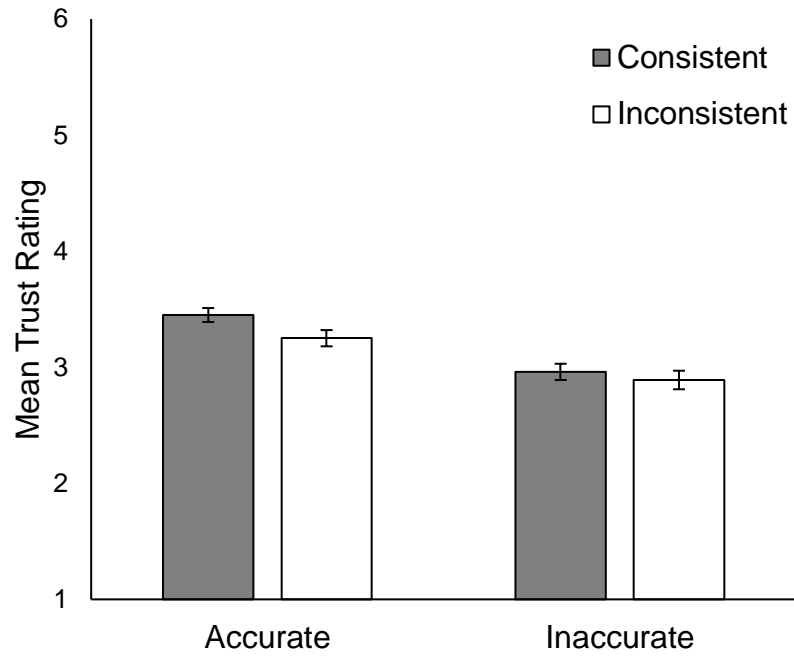 6
Consistent
Inconsistent
5
4
3
2
1
Mean Trust Rating
Accurate Inaccurate